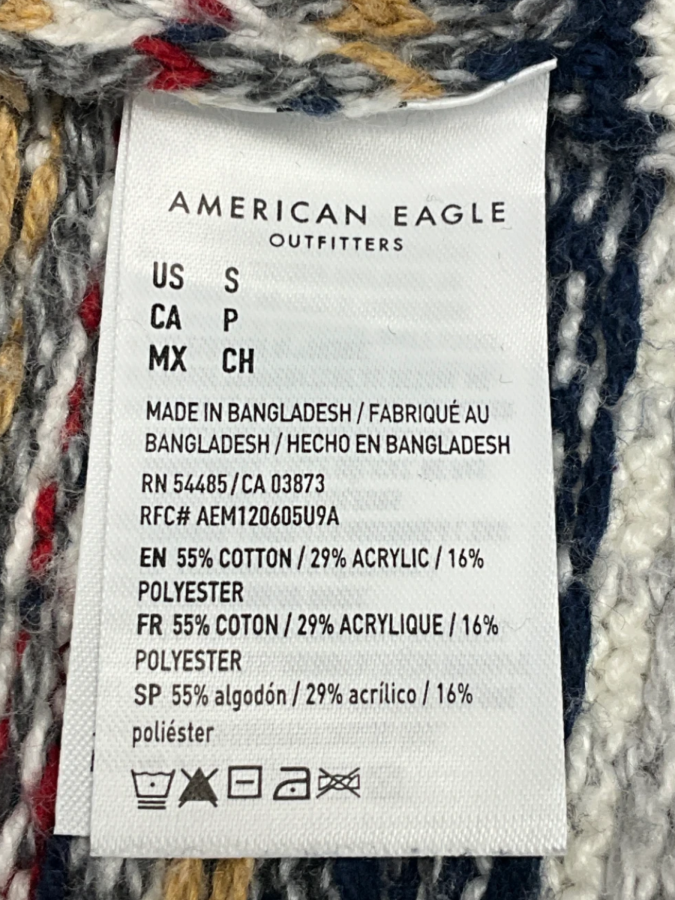 AMERICAN EAGLE
OUTFITTERS
US S
CA P
MX CH
MADE IN BANGLADESH / FABRIQUÉ AU
BANGLADESH / HECHO EN BANGLADESH
RN 54485/CA 03873
RFC# AEM120605U9A
EN 55% COTTON / 29% ACRYLIC / 16%
POLYESTER
FR 55% COTON / 29% ACRYLIQUE / 16%
POLYESTER
SP 55% algodón / 29% acrílico / 16%
poliéster